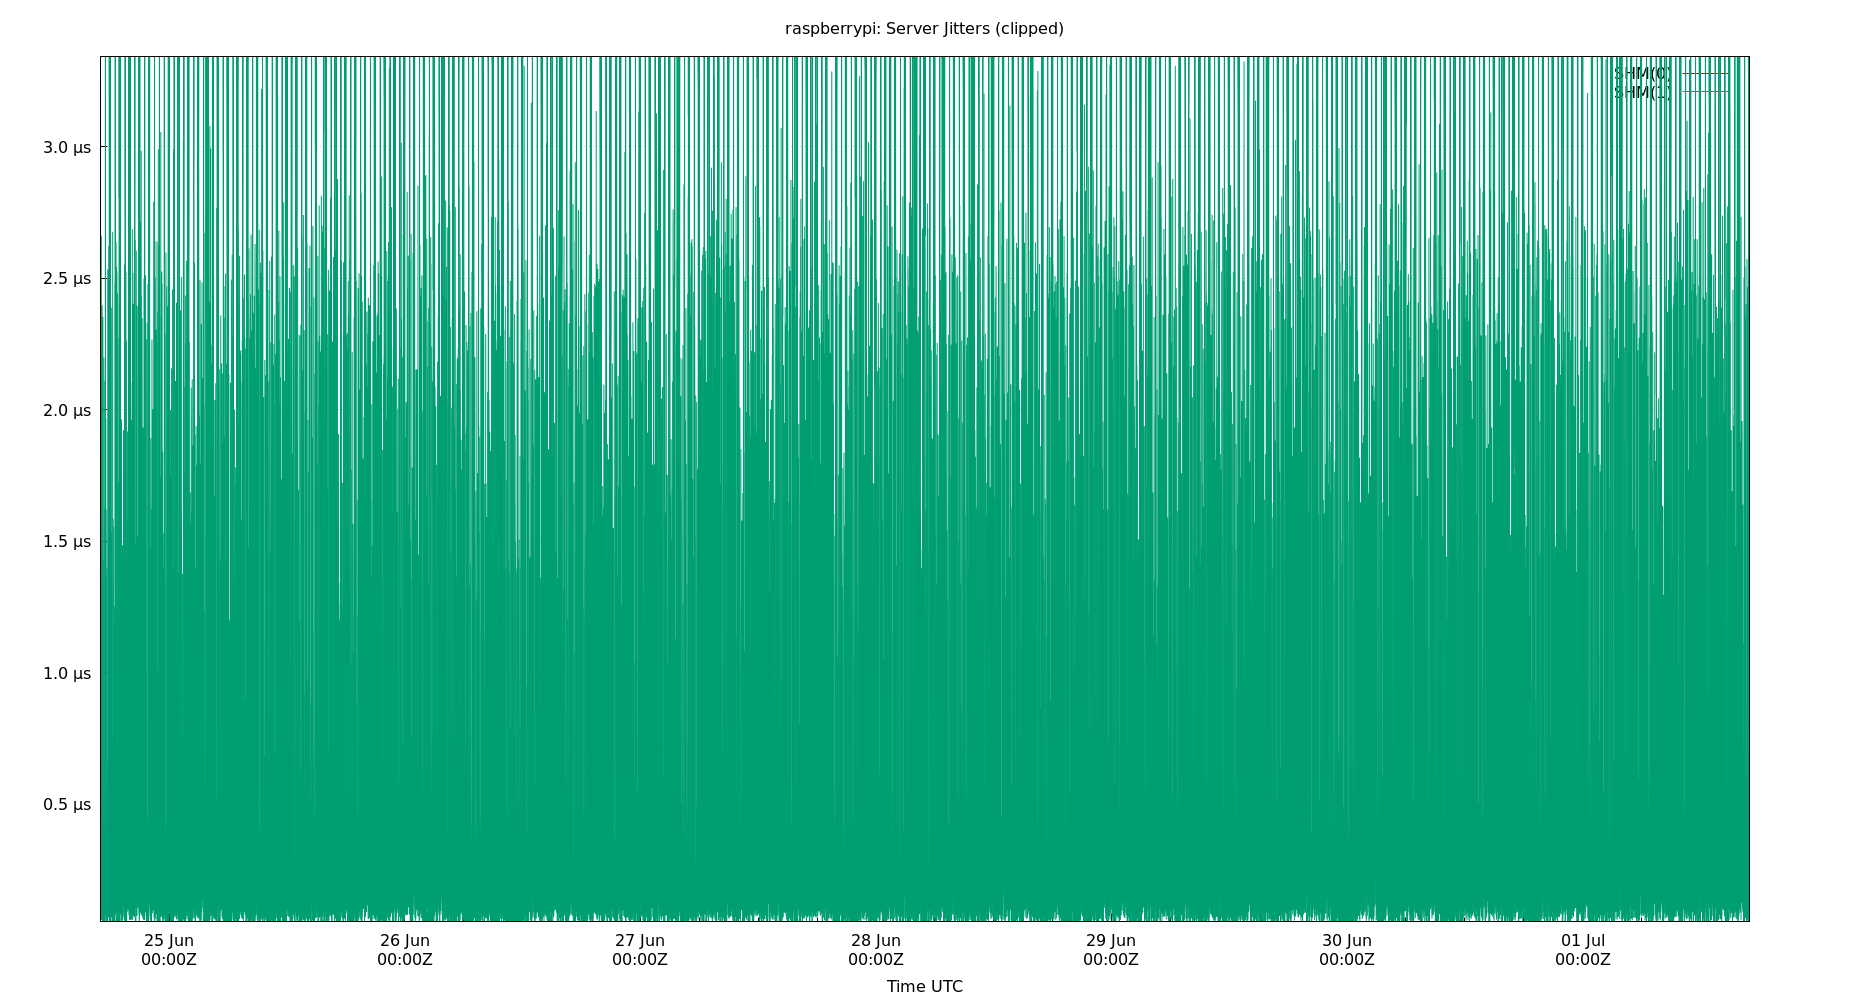 raspberrypi: Server Jitters (clipped)
SHM(0)
SHM(1)
3.0 µs
2.5 µs
2.0 µs
1.5 µs
1.0 µs
0.5 µs
25 Jun 26 Jun 27 Jun 28 Jun 29 Jun 30 Jun 01 Jul
00:00Z 00:00Z 00:00Z 00:00Z 00:00Z 00:00Z 00:00Z
Time UTC